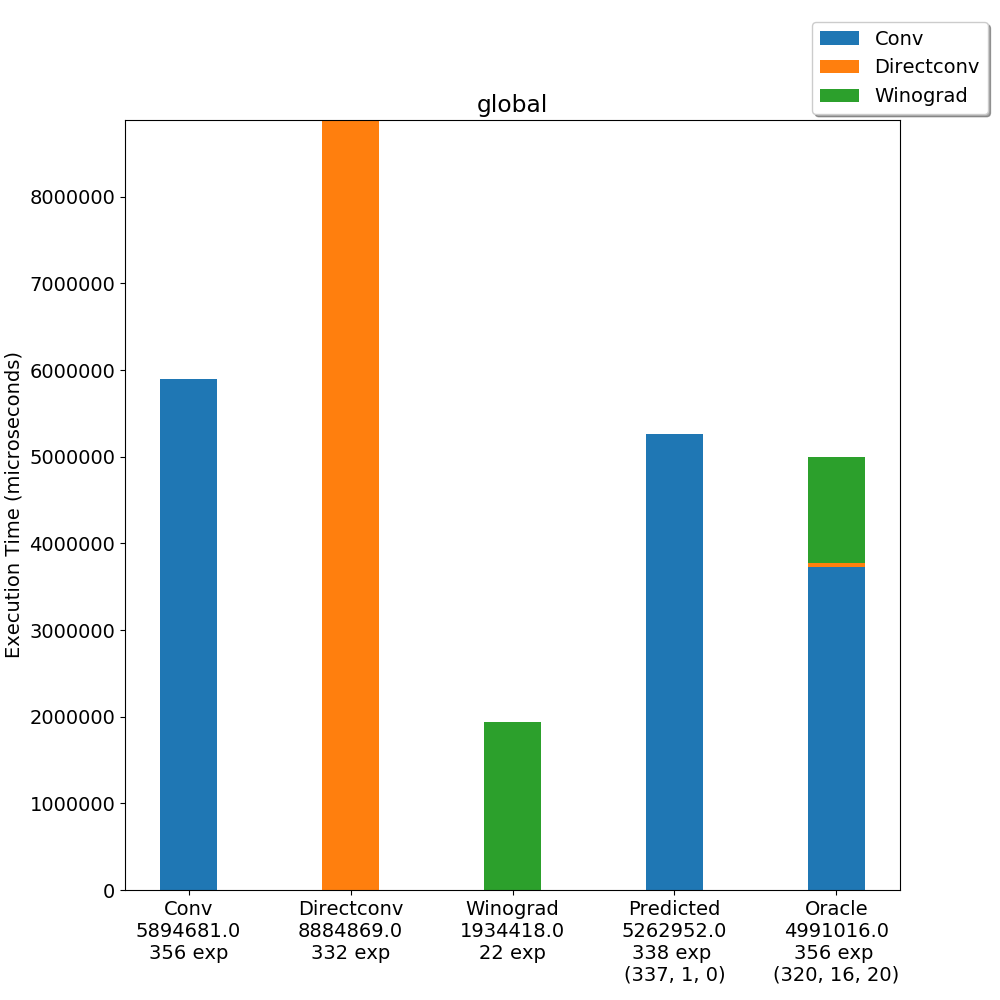 Conv
Directconv
Winograd
global
Execution Time (microseconds)
8000000
7000000
6000000
5000000
4000000
3000000
2000000
1000000
0
Conv
5894681.0
356 exp
Directconv
8884869.0
332 exp
Winograd
1934418.0
22 exp
Predicted
5262952.0
338 exp
(337, 1, 0)
Oracle
4991016.0
356 exp
(320, 16, 20)